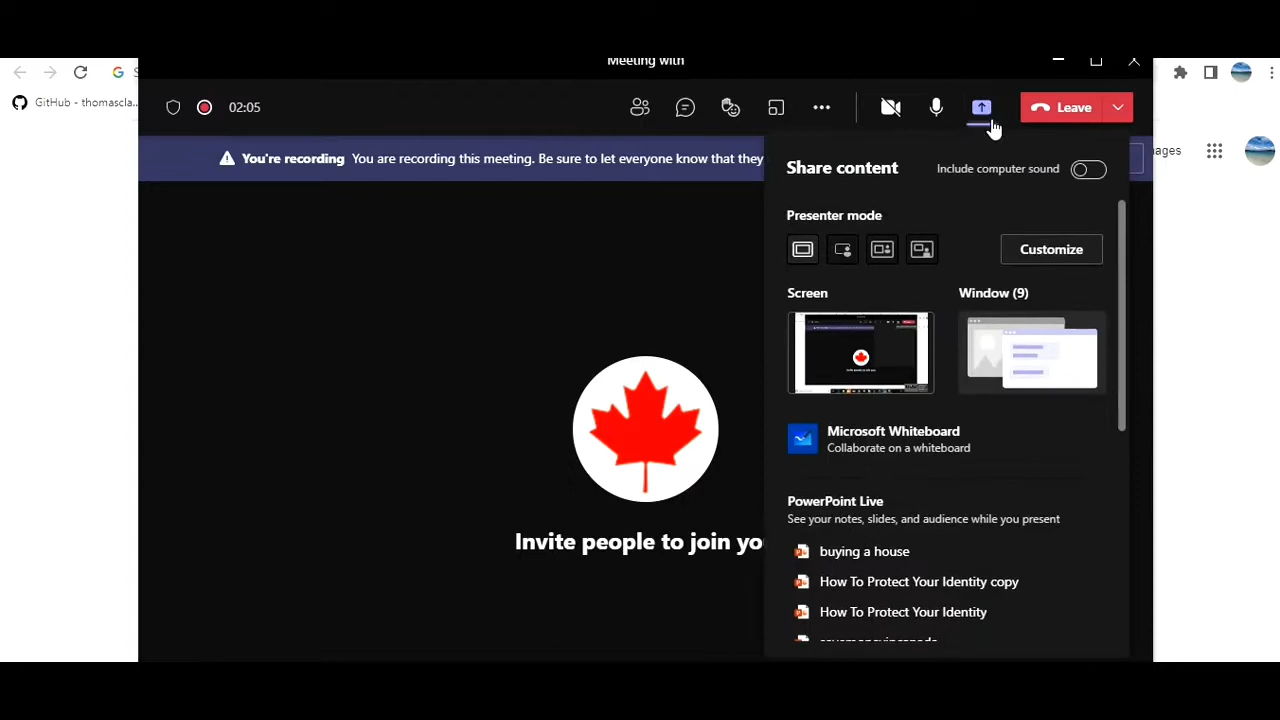 Meeting with
GitHub - thomascla...
02:05
Leave
You're recording You are recording this meeting. Be sure to let everyone know that they
ages
Share content
Include computer sound
Presenter mode
Customize
Screen
Window (9)
Microsoft Whiteboard
Collaborate on a whiteboard
PowerPoint Live
See your notes, slides, and audience while you present
buying a house
How To Protect Your Identity copy
How To Protect Your Identity
Invite people to join yo